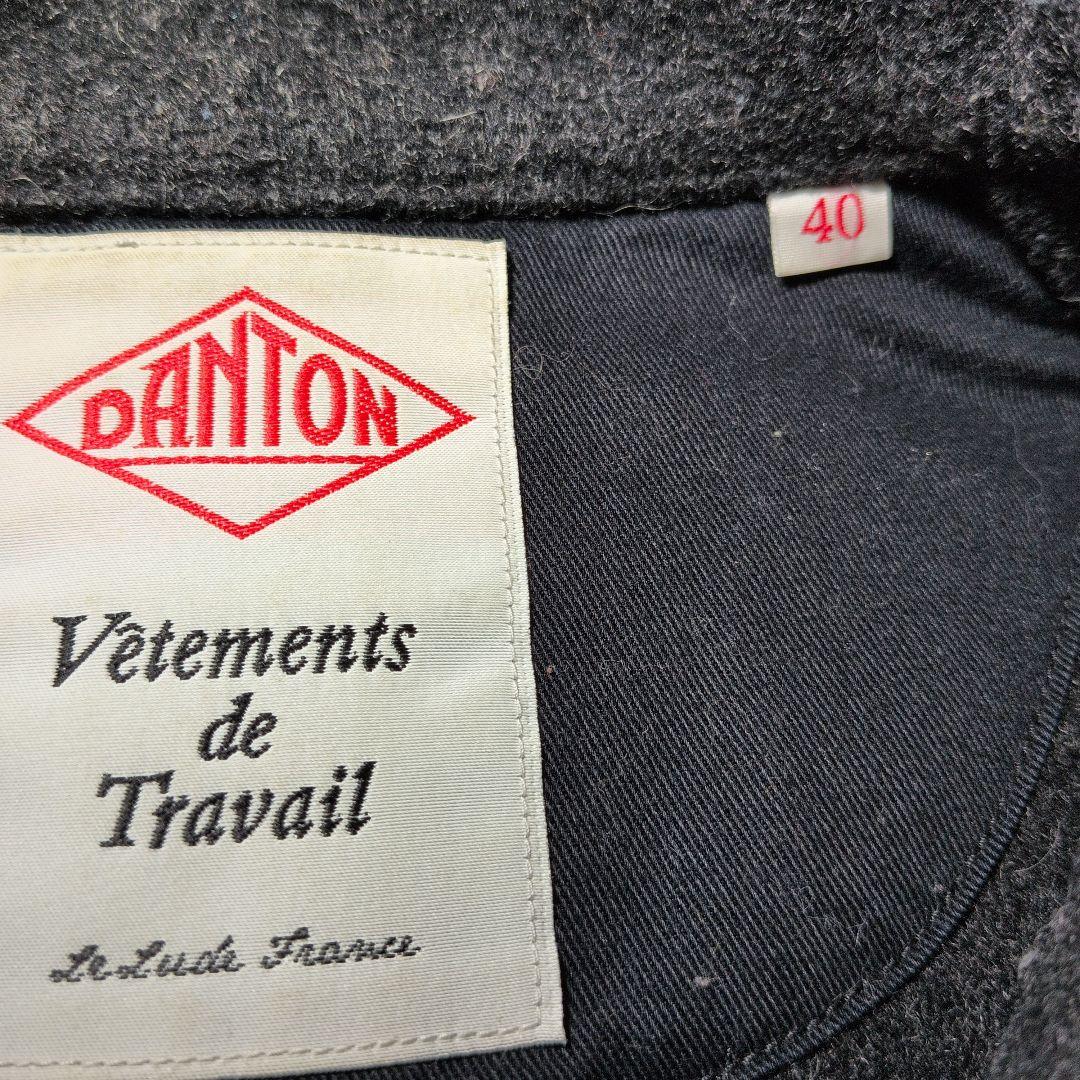 40
DANTON
Vêtements
de
Travail
Le Lude France